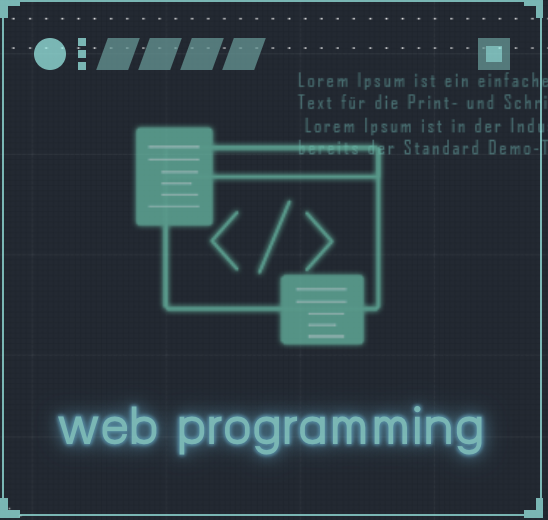 Lorem Ipsum ist ein einfache
Text für die Print- und Schri
Lorem Ipsum ist in der Indu
bereits der Standard Demo-T
</>
web programming